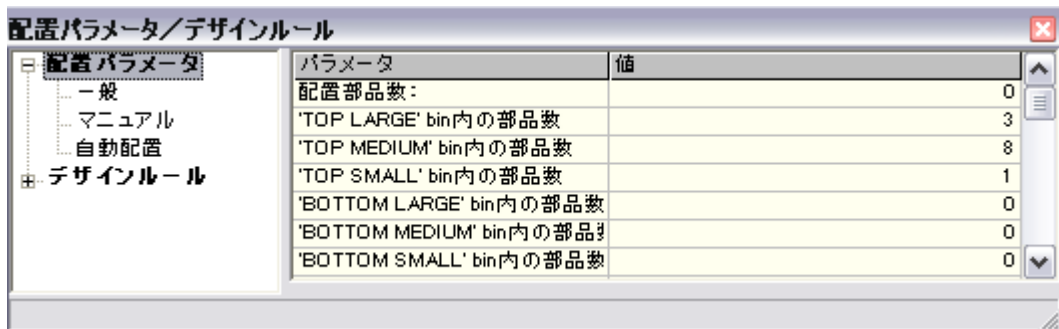 配置パラメータ／デザインルール
配置パラメータ
一般
マニュアル
自動配置
デザインルール
パラメータ 値
配置部品数: 0
'TOP LARGE' bin内の部品数 3
'TOP MEDIUM' bin内の部品数 8
'TOP SMALL' bin内の部品数 1
'BOTTOM LARGE' bin内の部品数 0
'BOTTOM MEDIUM' bin内の部品 0
'BOTTOM SMALL' bin内の部品数 0